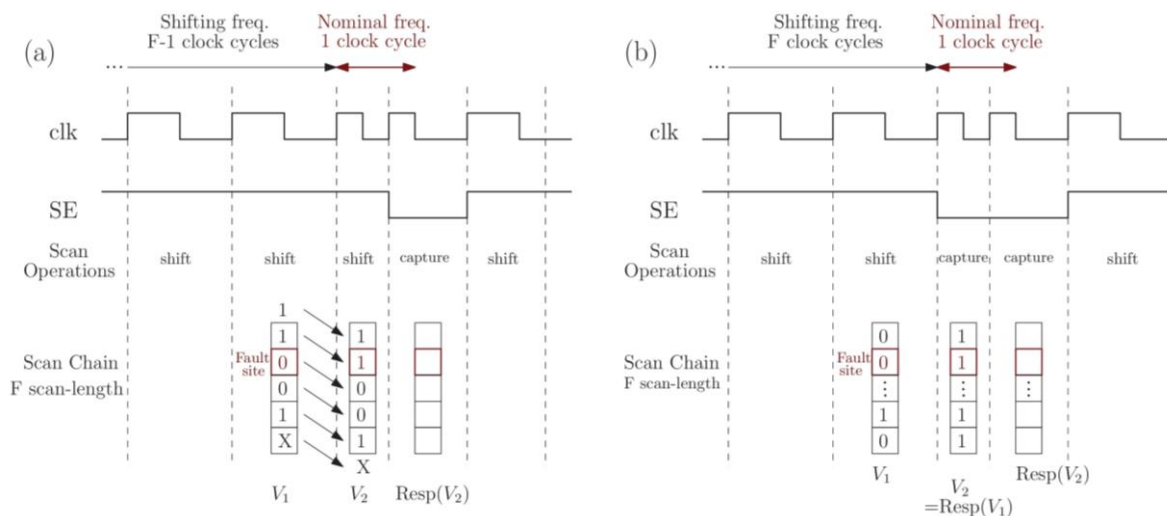 (a)
Shifting freq.
F-1 clock cycles
Nominal freq.
1 clock cycle
...
clk
SE
Scan
Operations
shift
shift
shift
capture
shift
Scan Chain
F scan-length
Fault
site
1
1
0
0
1
X
1
1
0
0
1
X
V₁
V₂
Resp(V₂)
(b)
Shifting freq.
F clock cycles
Nominal freq.
1 clock cycle
...
clk
SE
Scan
Operations
shift
shift
capture
capture
shift
Scan Chain
F scan-length
Fault
site
0
0
⋮
1
0
1
1
⋮
1
1
⋮
V₁
V₂
=Resp(V₁)
Resp(V₂)